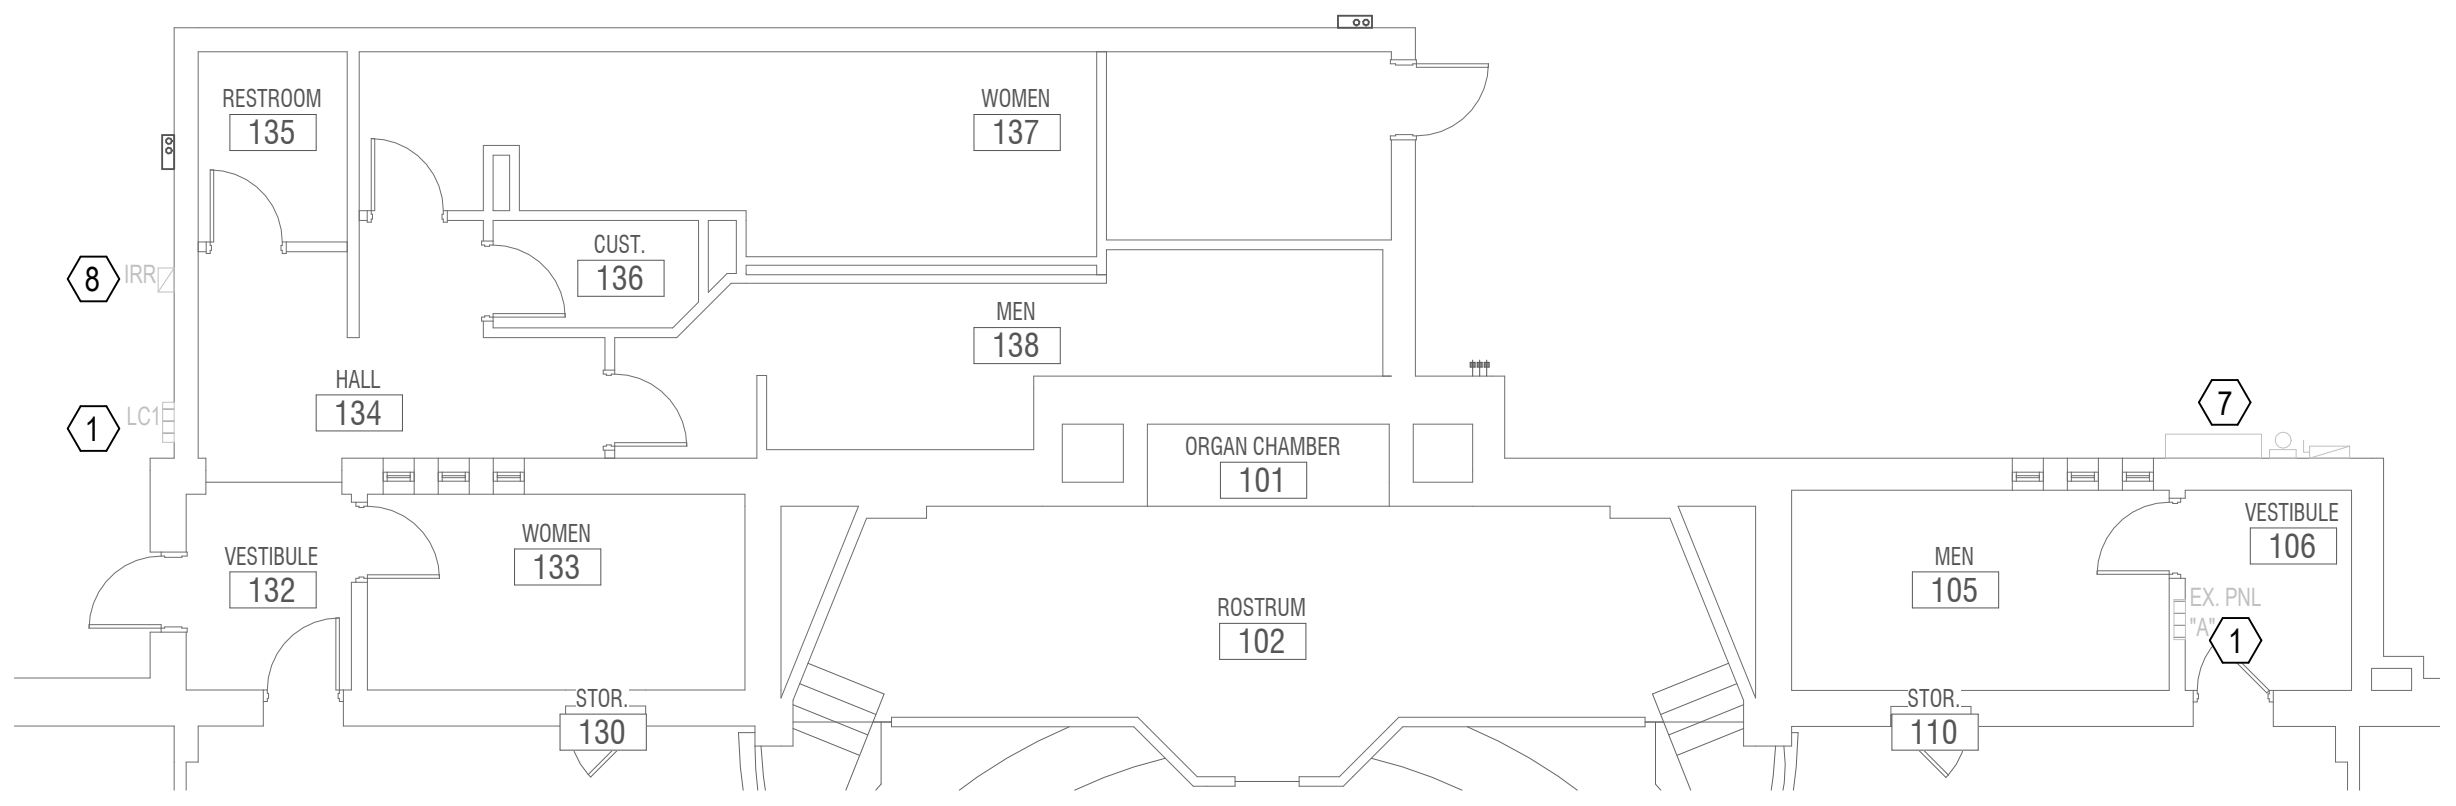 RESTROOM
135
WOMEN
137
CUST.
136
8
IRR
MEN
138
HALL
134
7
LC1
1
ORGAN CHAMBER
101
WOMEN
133
VESTIBULE
106
VESTIBULE
132
MEN
105
ROSTRUM
102
EX. PNL
"A"
1
STOR.
130
STOR.
110